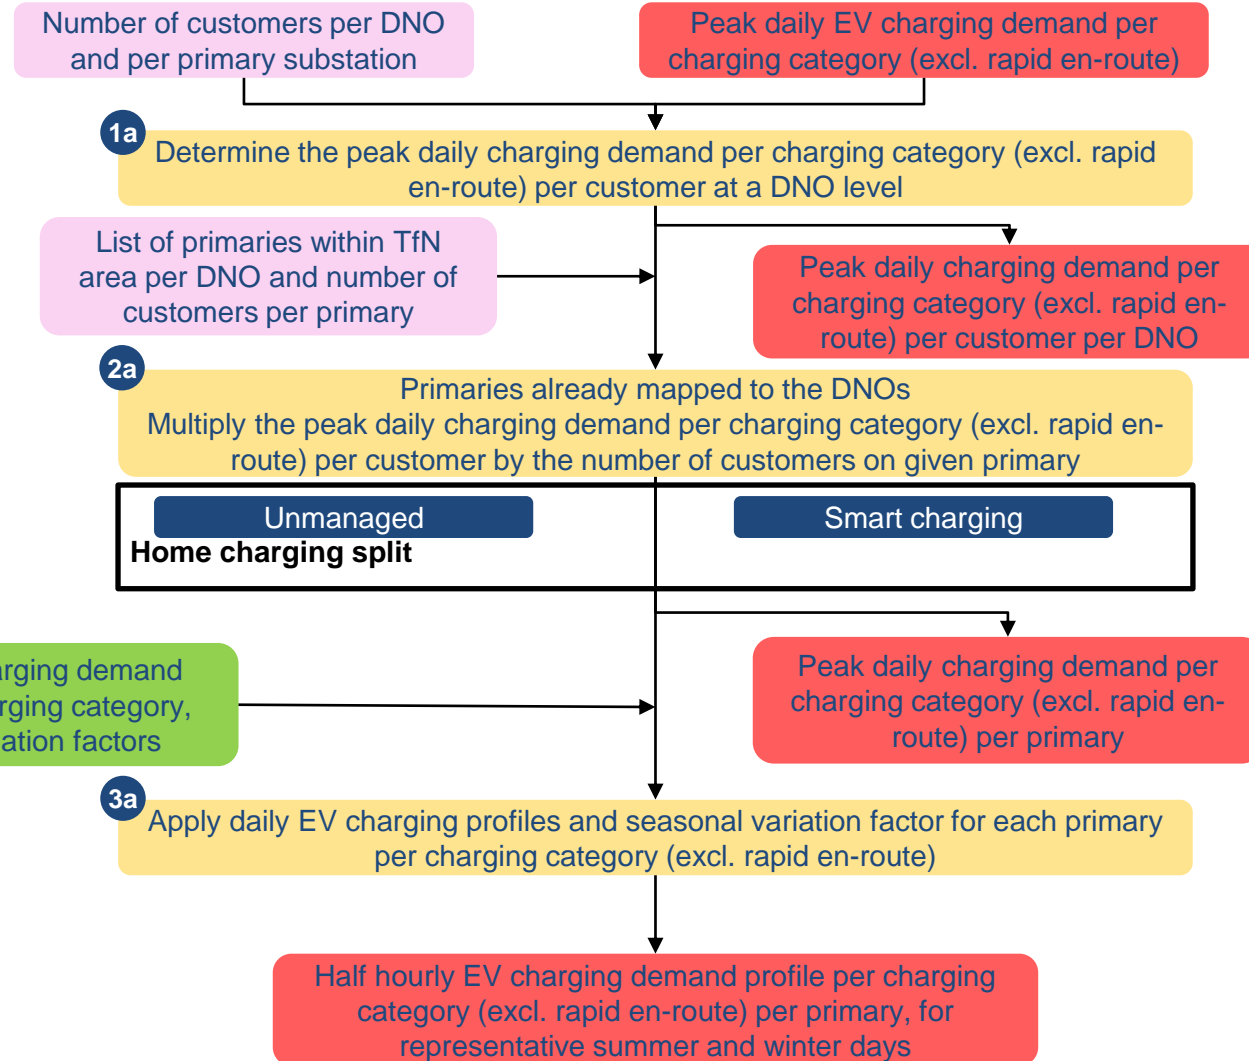 Number of customers per DNO
and per primary substation
Peak daily EV charging demand per
charging category (excl. rapid en-route)
1a
Determine the peak daily charging demand per charging category (excl. rapid
en-route) per customer at a DNO level
List of primaries within TfN
area per DNO and number of
customers per primary
Peak daily charging demand per
charging category (excl. rapid en-
route) per customer per DNO
2a
Primaries already mapped to the DNOs
Multiply the peak daily charging demand per charging category (excl. rapid en-
route) per customer by the number of customers on given primary
Unmanaged
Smart charging
Home charging split
demand
category,
factors
Peak daily charging demand per
charging category (excl. rapid en-
route) per primary
3a
Apply daily EV charging profiles and seasonal variation factor for each primary
per charging category (excl. rapid en-route)
Half hourly EV charging demand profile per charging
category (excl. rapid en-route) per primary, for
representative summer and winter days